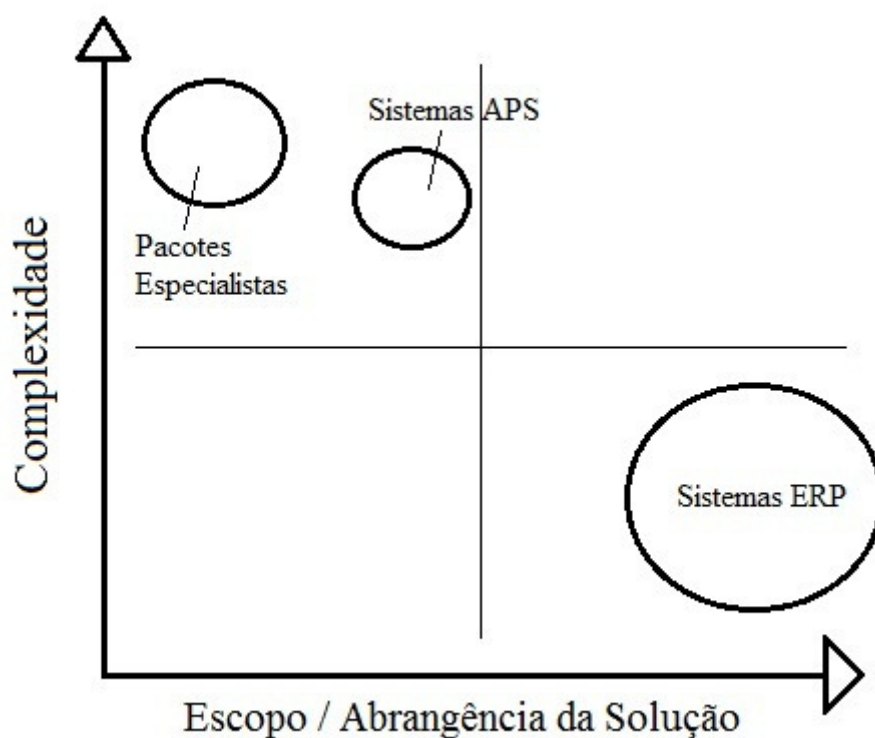 Sistemas APS
Pacotes
Especialistas
Complexidade
Sistemas ERP
Escopo / Abrangência da Solução